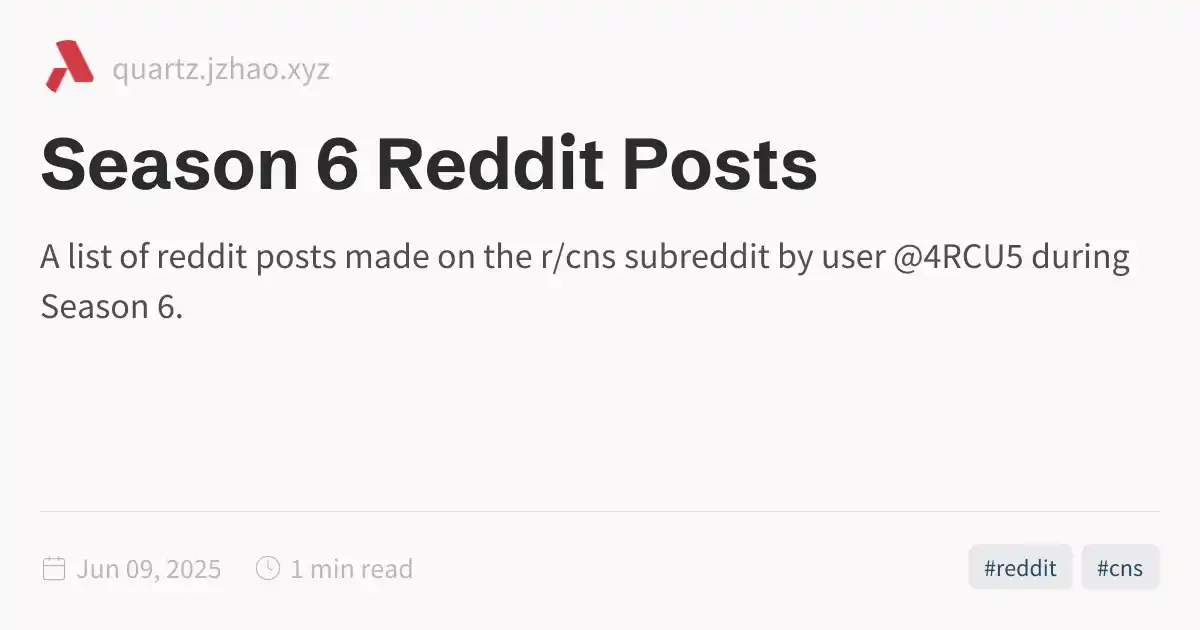 quartz.jzhao.xyz
Season 6 Reddit Posts
A list of reddit posts made on the r/cns subreddit by user @4RCU5 during
Season 6.
Jun 09, 2025 1 min read #reddit #cns